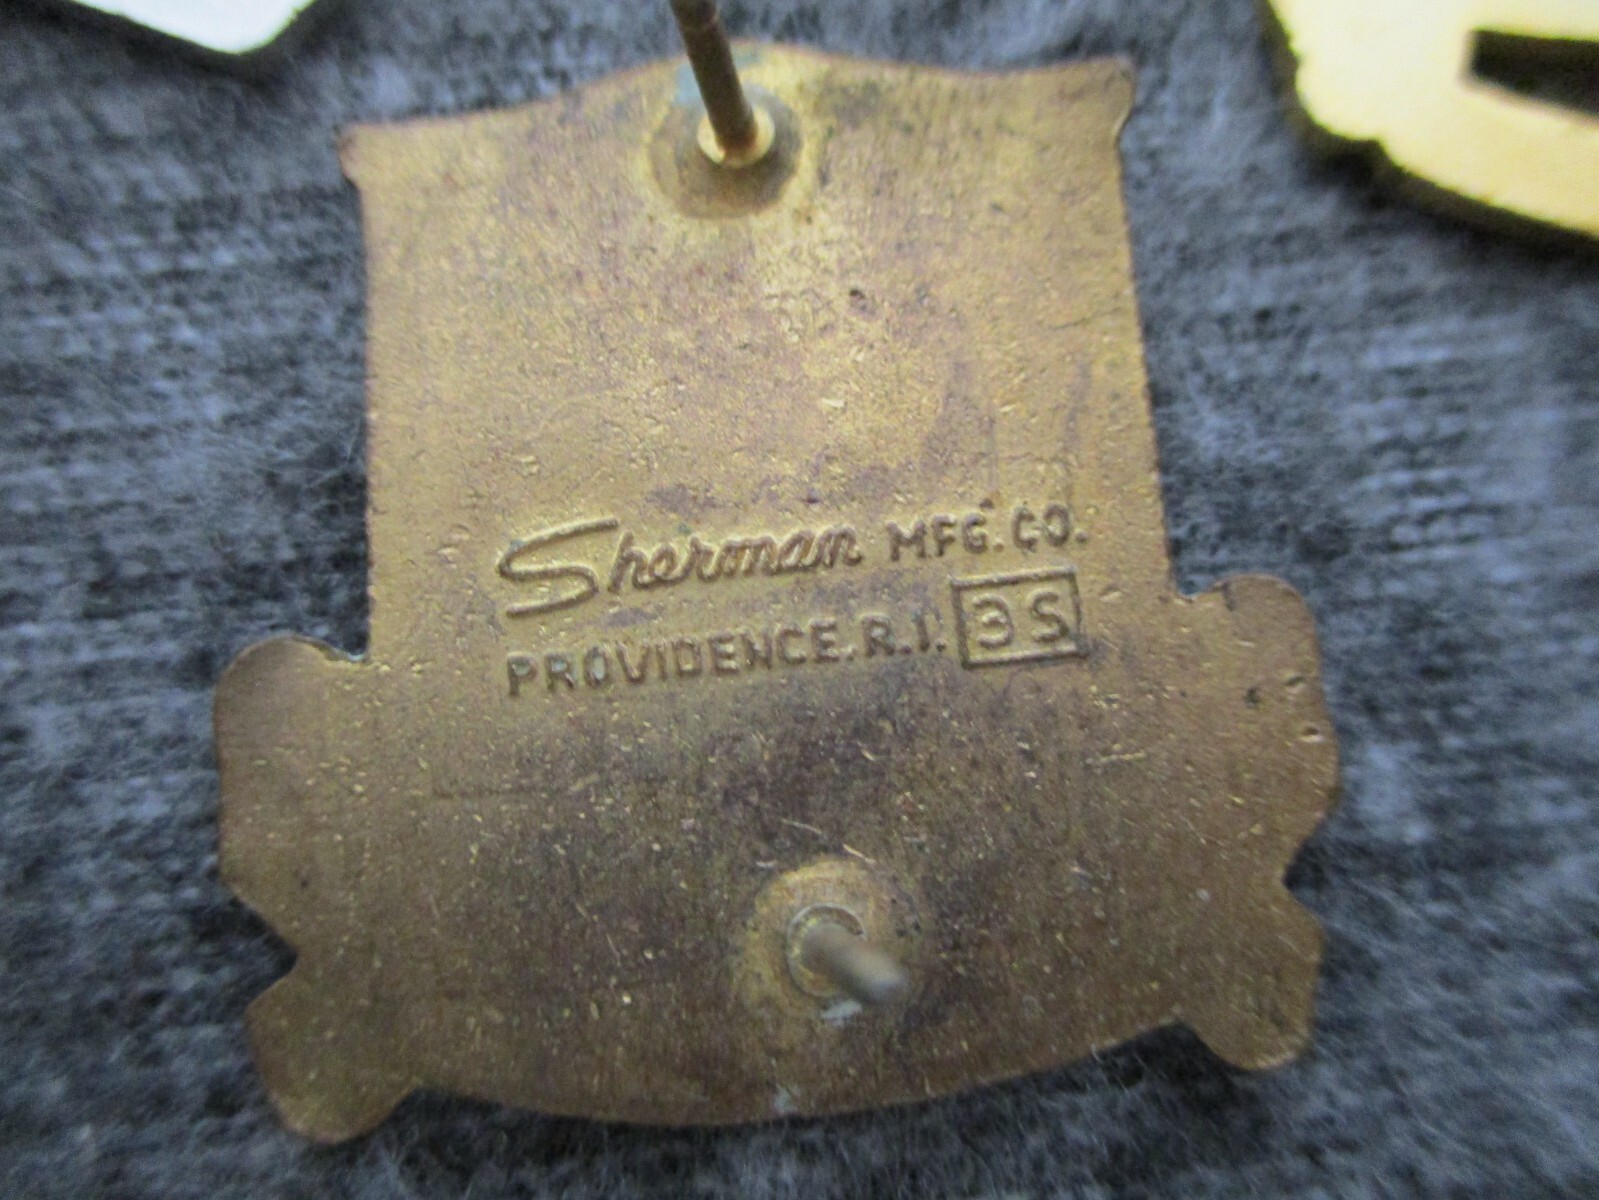 Sherman MFG. CO.
PROVIDENCE. R.I. 3S